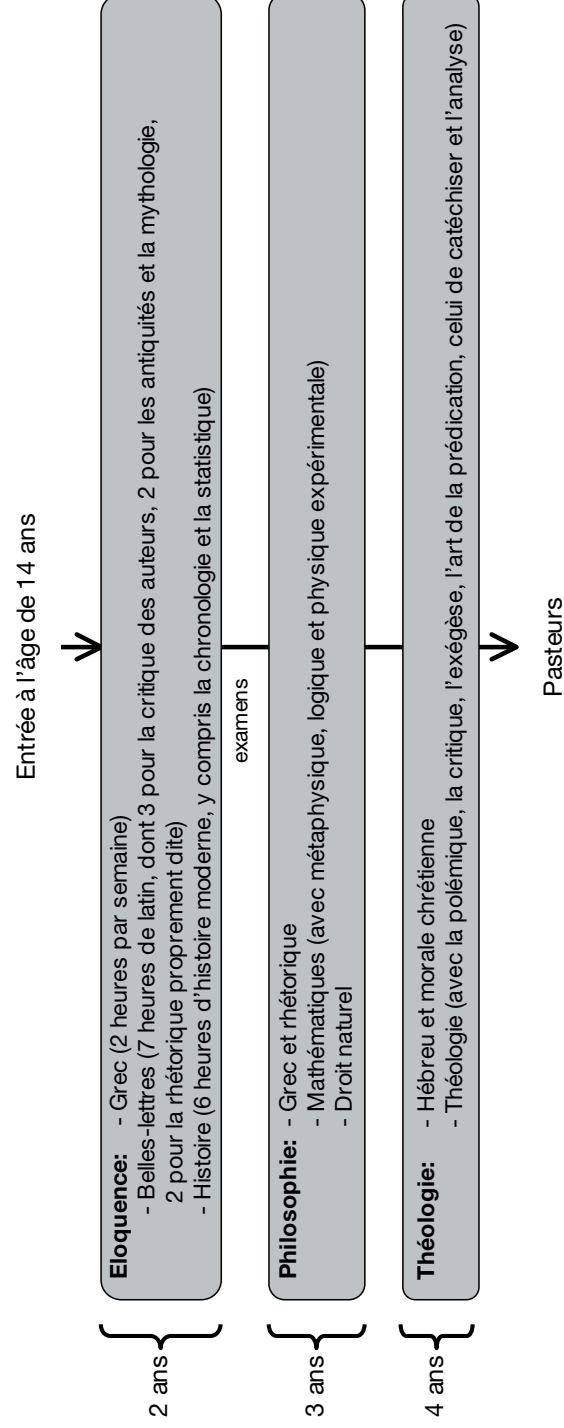 Entrée à l'âge de 14 ans
2 ans
Eloquence: - Grec (2 heures par semaine)
- Belles-lettres (7 heures de latin, dont 3 pour la critique des auteurs, 2 pour les antiquités et la mythologie,
2 pour la rhétorique proprement dite)
- Histoire (6 heures d'histoire moderne, y compris la chronologie et la statistique)
examens
3 ans
Philosophie: - Grec et rhétorique
- Mathématiques (avec métaphysique, logique et physique expérimentale)
- Droit naturel
4 ans
Théologie: - Hébreu et morale chrétienne
- Théologie (avec la polémique, la critique, l'exégèse, l'art de la prédication, celui de catéchiser et l'analyse)
Pasteurs